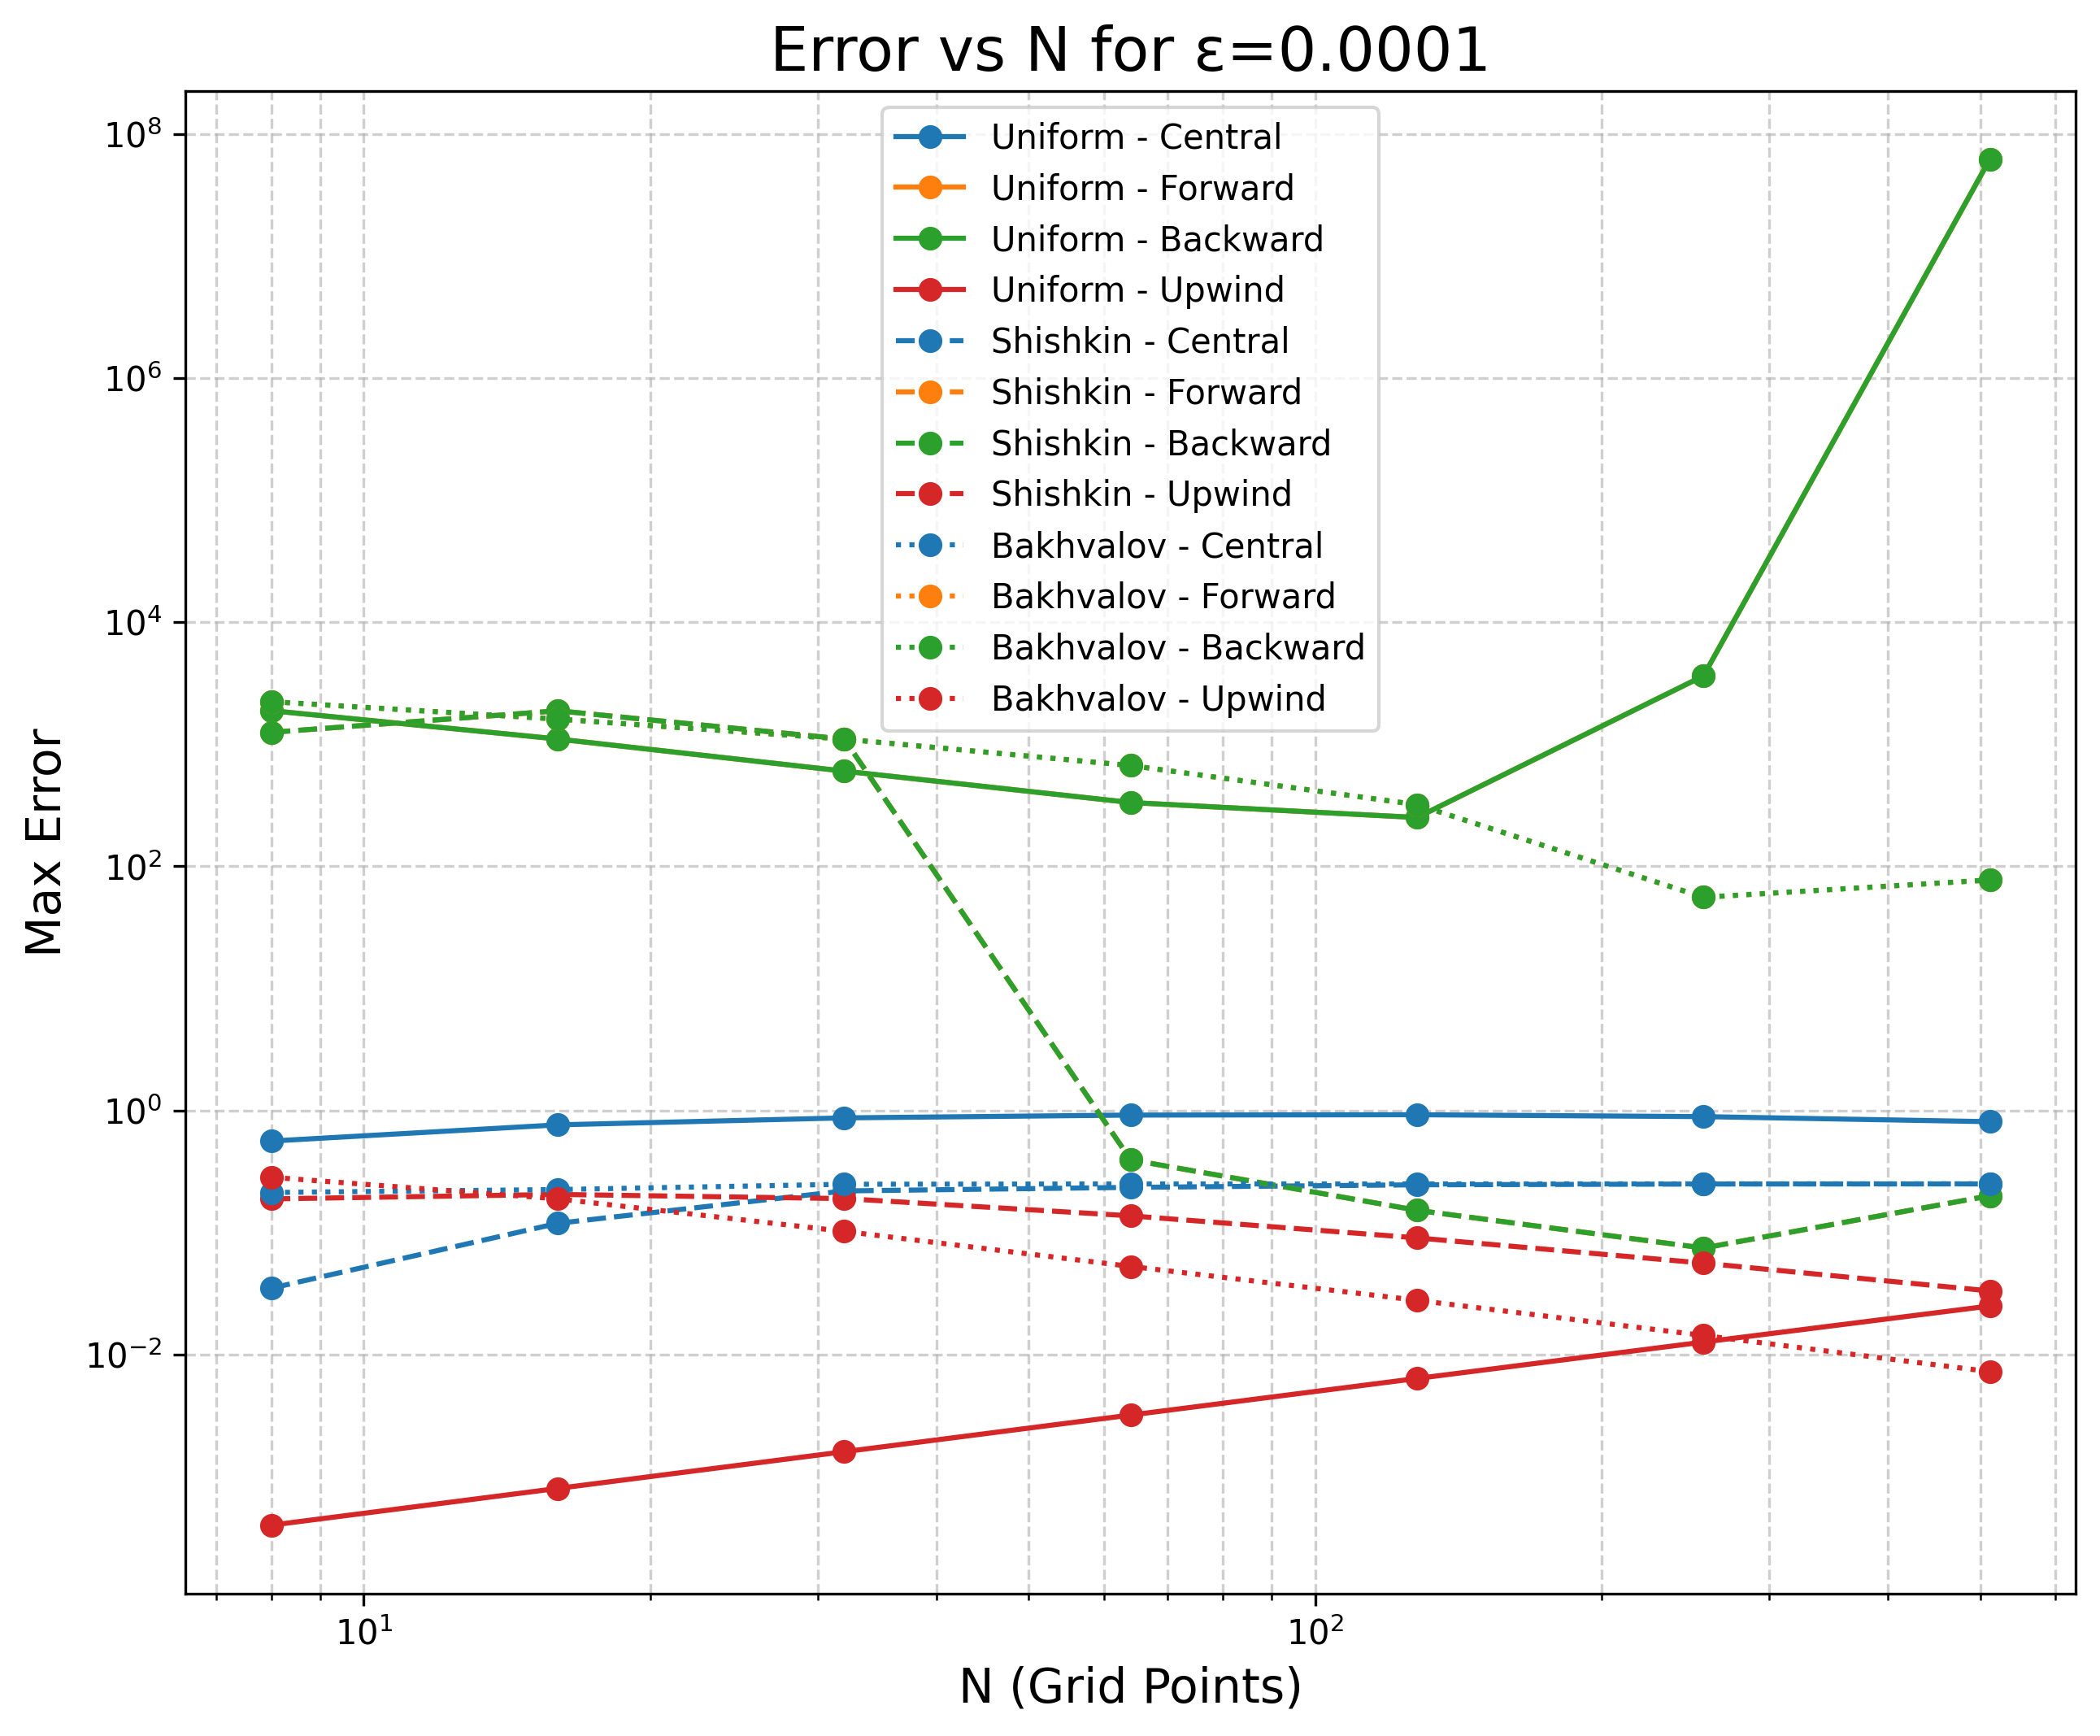 Error vs N for ε=0.0001
Max Error
10⁸
10⁶
10⁴
10²
10⁰
10⁻²
Uniform - Central
Uniform - Forward
Uniform - Backward
Uniform - Upwind
Shishkin - Central
Shishkin - Forward
Shishkin - Backward
Shishkin - Upwind
Bakhvalov - Central
Bakhvalov - Forward
Bakhvalov - Backward
Bakhvalov - Upwind
10¹ 10²
N (Grid Points)